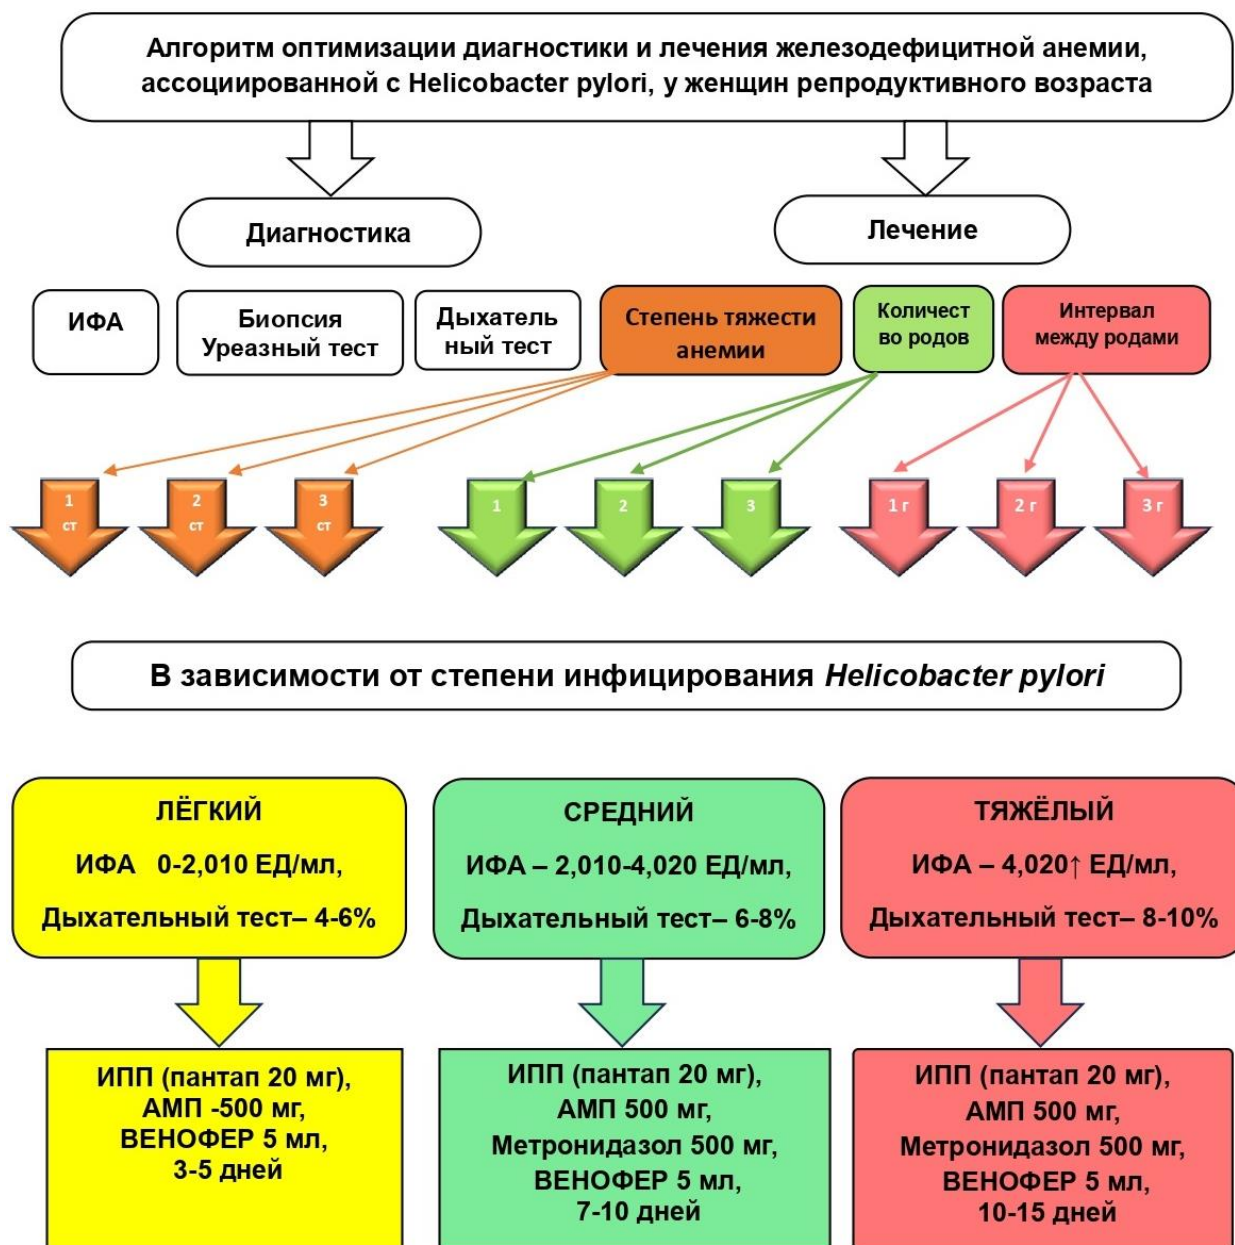 Алгоритм оптимизации диагностики и лечения железодефицитной анемии,
ассоциированной с Helicobacter pylori, у женщин репродуктивного возраста
Диагностика
Лечение
ИФА
Биопсия
Уреазный тест
Дыхатель
ный тест
Степень тяжести
анемии
Количест
во родов
Интервал
между родами
1
ст
2
ст
3
ст
1
2
3
1 г
2 г
3 г
В зависимости от степени инфицирования Helicobacter pylori
ЛЁГКИЙ
ИФА 0-2,010 ЕД/мл,
Дыхательный тест– 4-6%
СРЕДНИЙ
ИФА – 2,010-4,020 ЕД/мл,
Дыхательный тест– 6-8%
ТЯЖЁЛЫЙ
ИФА – 4,020↑ ЕД/мл,
Дыхательный тест– 8-10%
ИПП (пантап 20 мг),
АМП -500 мг,
ВЕНОФЕР 5 мл,
3-5 дней
ИПП (пантап 20 мг),
АМП 500 мг,
Метронидазол 500 мг,
ВЕНОФЕР 5 мл,
7-10 дней
ИПП (пантап 20 мг),
АМП 500 мг,
Метронидазол 500 мг,
ВЕНОФЕР 5 мл,
10-15 дней